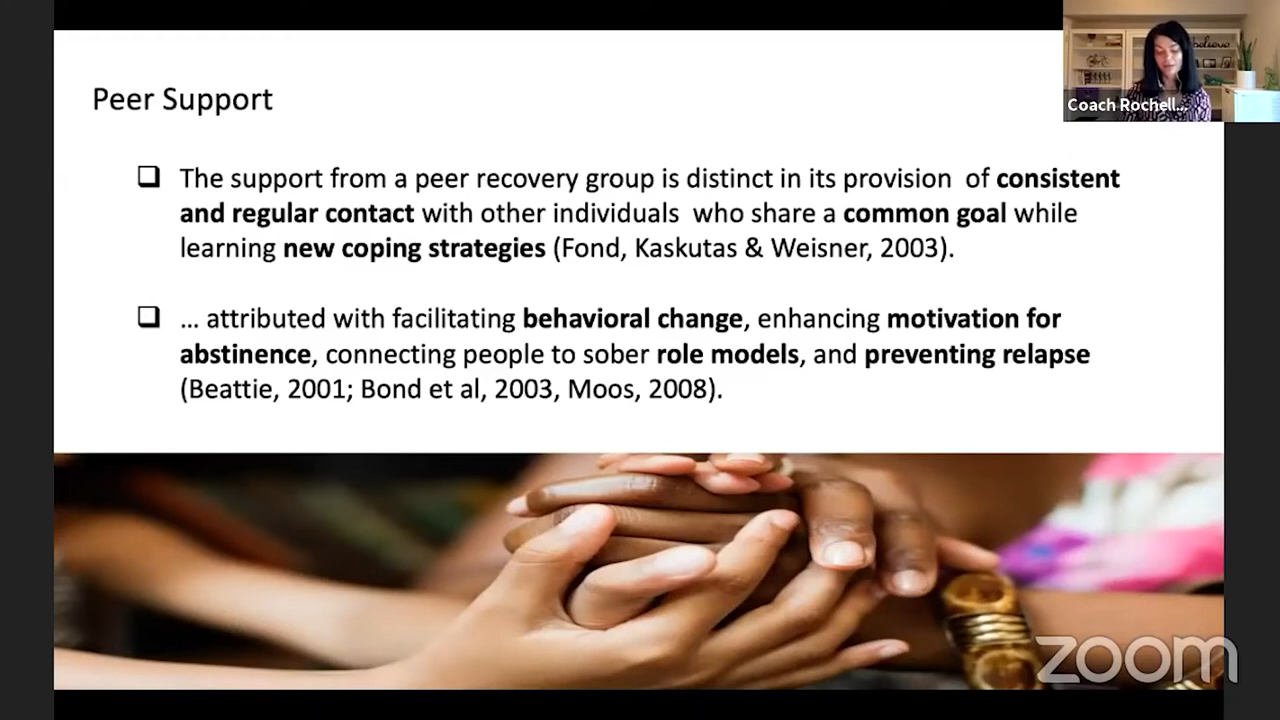 Peer Support
The support from a peer recovery group is distinct in its provision of consistent
and regular contact with other individuals who share a common goal while
learning new coping strategies (Fond, Kaskutas & Weisner, 2003).
... attributed with facilitating behavioral change, enhancing motivation for
abstinence, connecting people to sober role models, and preventing relapse
(Beattie, 2001; Bond et al, 2003, Moos, 2008).
believe
Coach Rochell...
zoom